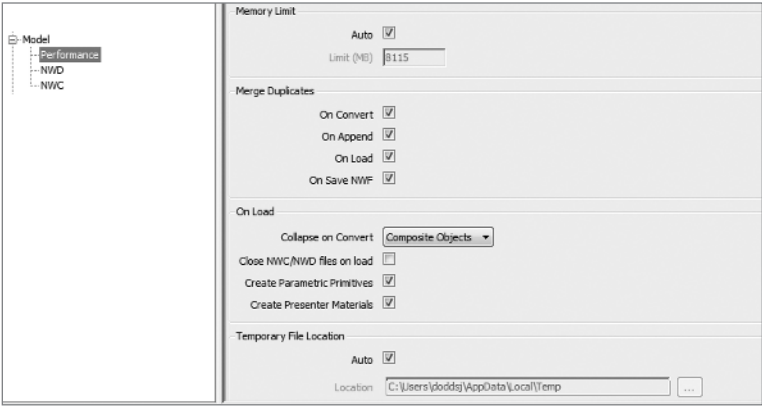 Model
Performance
NWD
NWC
Memory Limit
Auto
Limit (MB) 8115
Merge Duplicates
On Convert
On Append
On Load
On Save NWF
On Load
Collapse on Convert Composite Objects
Close NWC/NWD files on load
Create Parametric Primitives
Create Presenter Materials
Temporary File Location
Auto
Location C:\Users\doddsj\AppData\Local\Temp ...